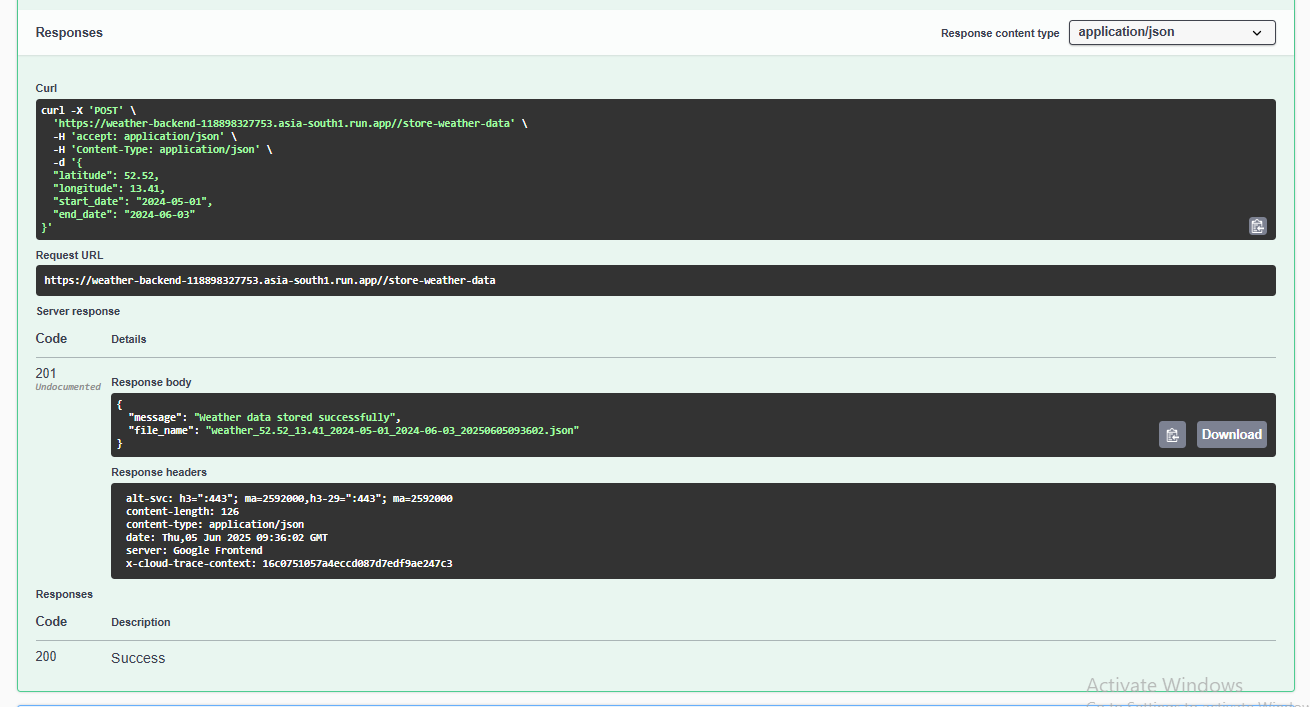 Responses
Response content type application/json
Curl
curl -X 'POST' \
'https://weather-backend-118898327753.asia-south1.run.app//store-weather-data' \
-H 'accept: application/json' \
-H 'Content-Type: application/json' \
-d '{
"latitude": 52.52,
"longitude": 13.41,
"start_date": "2024-05-01",
"end_date": "2024-06-03"
}'
Request URL
https://weather-backend-118898327753.asia-south1.run.app//store-weather-data
Server response
Code Details
201
Undocumented
Response body
{
"message": "Weather data stored successfully",
"file_name": "weather_52.52_13.41_2024-05-01_2024-06-03_20250605093602.json"
}
Download
Response headers
alt-svc: h3=":443"; ma=2592000,h3-29=":443"; ma=2592000
content-length: 126
content-type: application/json
date: Thu,05 Jun 2025 09:36:02 GMT
server: Google Frontend
x-cloud-trace-context: 16c0751057a4eccd087d7edf9ae247c3
Responses
Code Description
200 Success
Activate Windows
Go to Settings to activate Windows